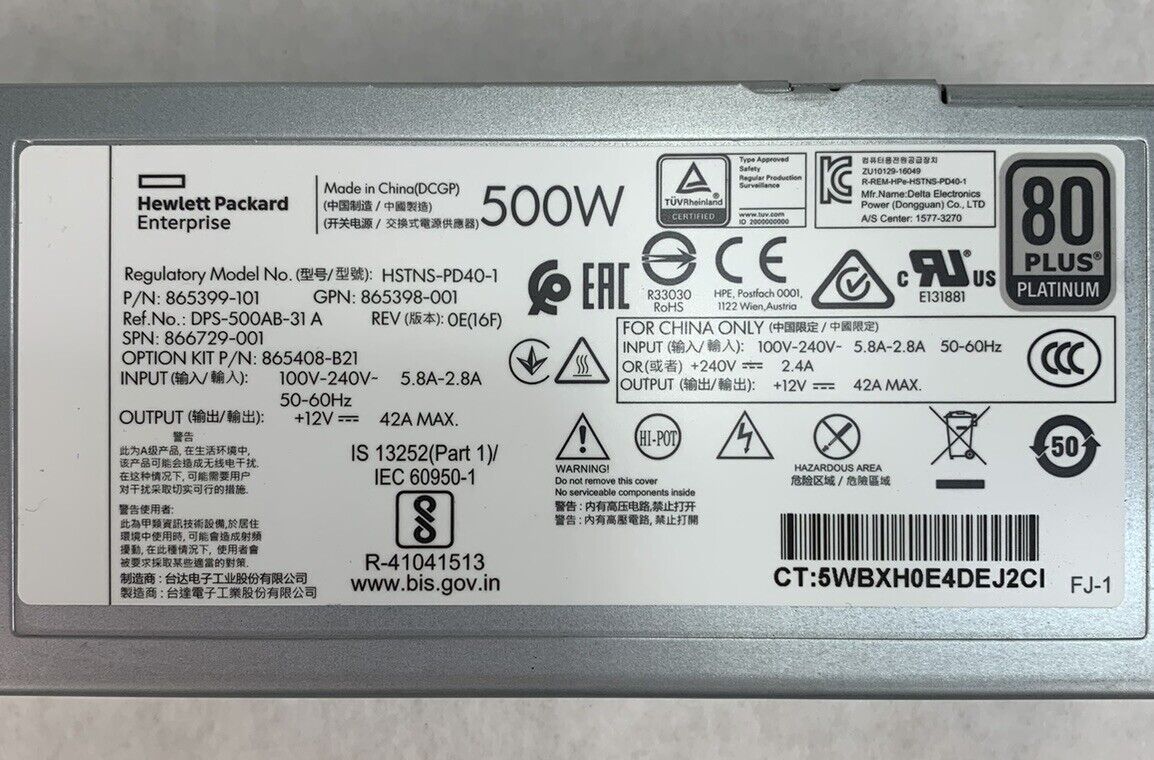 Hewlett Packard
Enterprise
Made in China(DCGP)
(中国制造 / 中國製造)
(开关电源 / 交換式電源供應器)
500W
TÜVRheinland
CERTIFIED
Type Approved
Safety
Regular Production
Surveillance
www.tuv.com
ID 2000000000
컴퓨터용전원공급장치
ZU10129-16049
R-REM-HPe-HSTNS-PD40-1
Mfr.Name:Delta Electronics
Power (Dongguan) Co., LTD
A/S Center: 1577-3270
80
PLUS®
PLATINUM
Regulatory Model No. (型号/ 型號): HSTNS-PD40-1
P/N: 865399-101 GPN: 865398-001
Ref.No.: DPS-500AB-31 A REV (版本): 0E(16F)
SPN: 866729-001
OPTION KIT P/N: 865408-B21
INPUT (输入/ 輸入): 100V-240V~ 5.8A-2.8A
50-60Hz
OUTPUT (输出/ 輸出): +12V 42A MAX.
EAC
R33030
RoHS
CE
HPE, Postfach 0001,
1122 Wien,Austria
c RU US
E131881
FOR CHINA ONLY (中国限定 / 中國限定)
INPUT (输入/ 輸入): 100V-240V~ 5.8A-2.8A 50-60Hz
OR(或者) +240V 2.4A
OUTPUT (输出/ 輸出): +12V 42A MAX.
CCC
警告
此为A级产品, 在生活环境中,
该产品可能会造成无线电干扰.
在这种情况下, 可能需要用户
对干扰采取切实可行的措施.
警告使用者:
此為甲類資訊技術設備,於居住
環境中使用時, 可能會造成射頻
擾動, 在此種情況下, 使用者會
被要求採取某些適當的對策.
制造商 : 台达电子工业股份有限公司
製造商 : 台達電子工業股份有限公司
IS 13252(Part 1)/
IEC 60950-1
R-41041513
www.bis.gov.in
WARNING!
Do not remove this cover
No serviceable components inside
警告 : 内有高压电路,禁止打开
警告 : 內有高壓電路, 禁止打開
HI-POT
HAZARDOUS AREA
危险区域 / 危險區域
50
CT:5WBXH0E4DEJ2CI
FJ-1